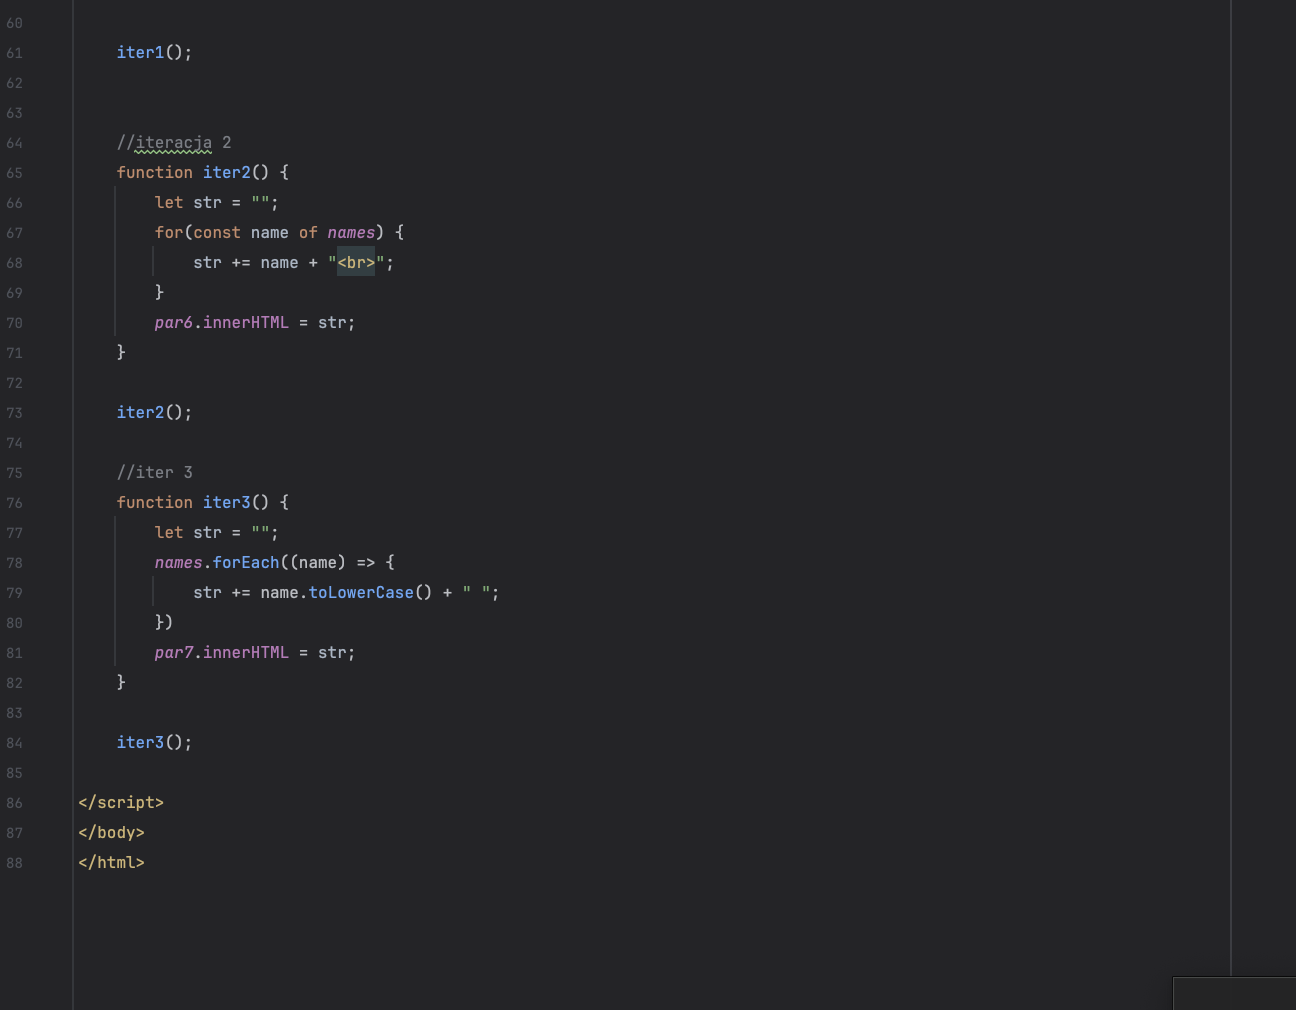 60
61 iter1();
62
63
64 //iteracja 2
65 function iter2() {
66 let str = "";
67 for(const name of names) {
68 str += name + "<br>";
69 }
70 par6.innerHTML = str;
71 }
72
73 iter2();
74
75 //iter 3
76 function iter3() {
77 let str = "";
78 names.forEach((name) => {
79 str += name.toLowerCase() + " ";
80 })
81 par7.innerHTML = str;
82 }
83
84 iter3();
85
86 </script>
87 </body>
88 </html>